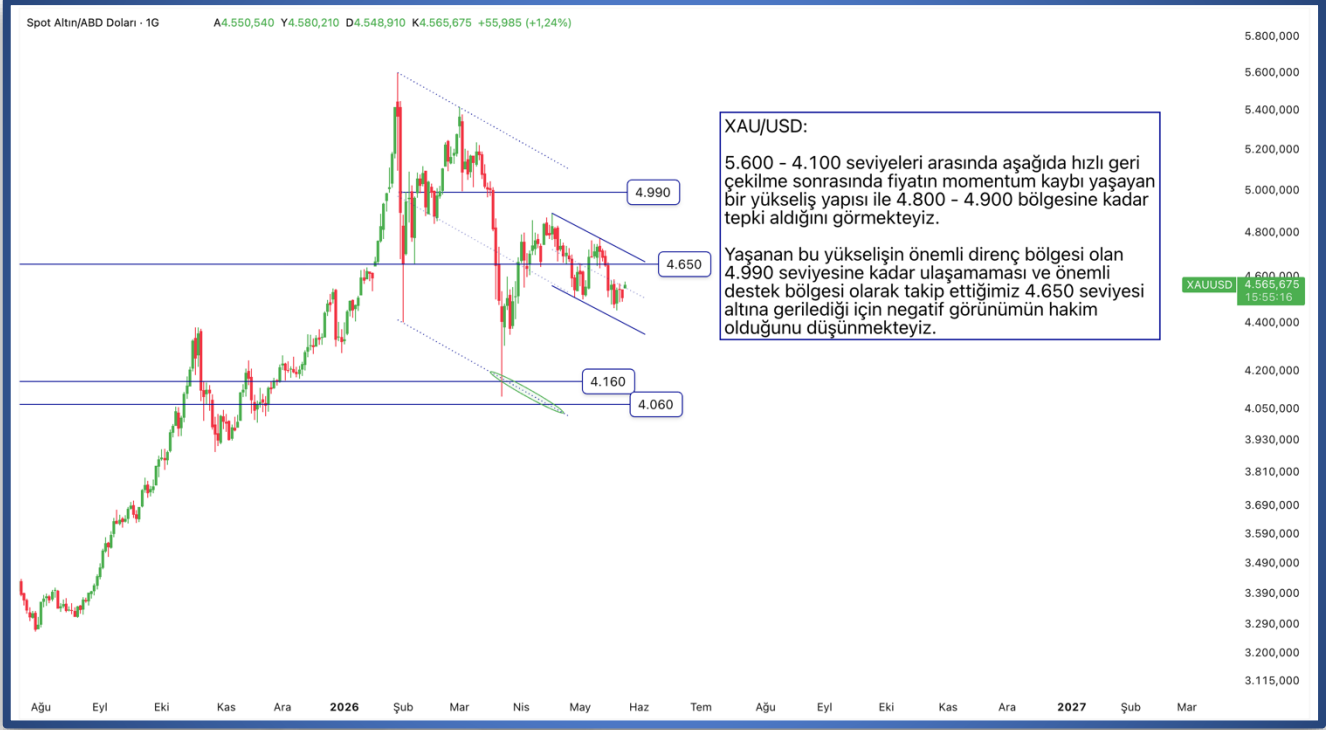 Spot Altın/ABD Doları · 1G A4.550,540 Y4.580,210 D4.548,910 K4.565,675 +55,985 (+1,24%)
5.800,000
5.600,000
5.400,000
5.200,000
5.000,000
4.800,000
4.600,000
4.400,000
4.200,000
4.050,000
3.930,000
3.810,000
3.690,000
3.590,000
3.490,000
3.390,000
3.290,000
3.200,000
3.115,000
XAU/USD:
5.600 - 4.100 seviyeleri arasında aşağıda hızlı geri
çekilme sonrasında fiyatın momentum kaybı yaşayan
bir yükseliş yapısı ile 4.800 - 4.900 bölgesine kadar
tepki aldığını görmekteyiz.
Yaşanan bu yükselişin önemli direnç bölgesi olan
4.990 seviyesine kadar ulaşamaması ve önemli
destek bölgesi olarak takip ettiğimiz 4.650 seviyesi
altına gerilediği için negatif görünümün hakim
olduğunu düşünmekteyiz.
4.990
4.650
4.160
4.060
XAUUSD 4.565,675
15:55:16
Ağu Eyl Eki Kas Ara 2026 Şub Mar Nis May Haz Tem Ağu Eyl Eki Kas Ara 2027 Şub Mar